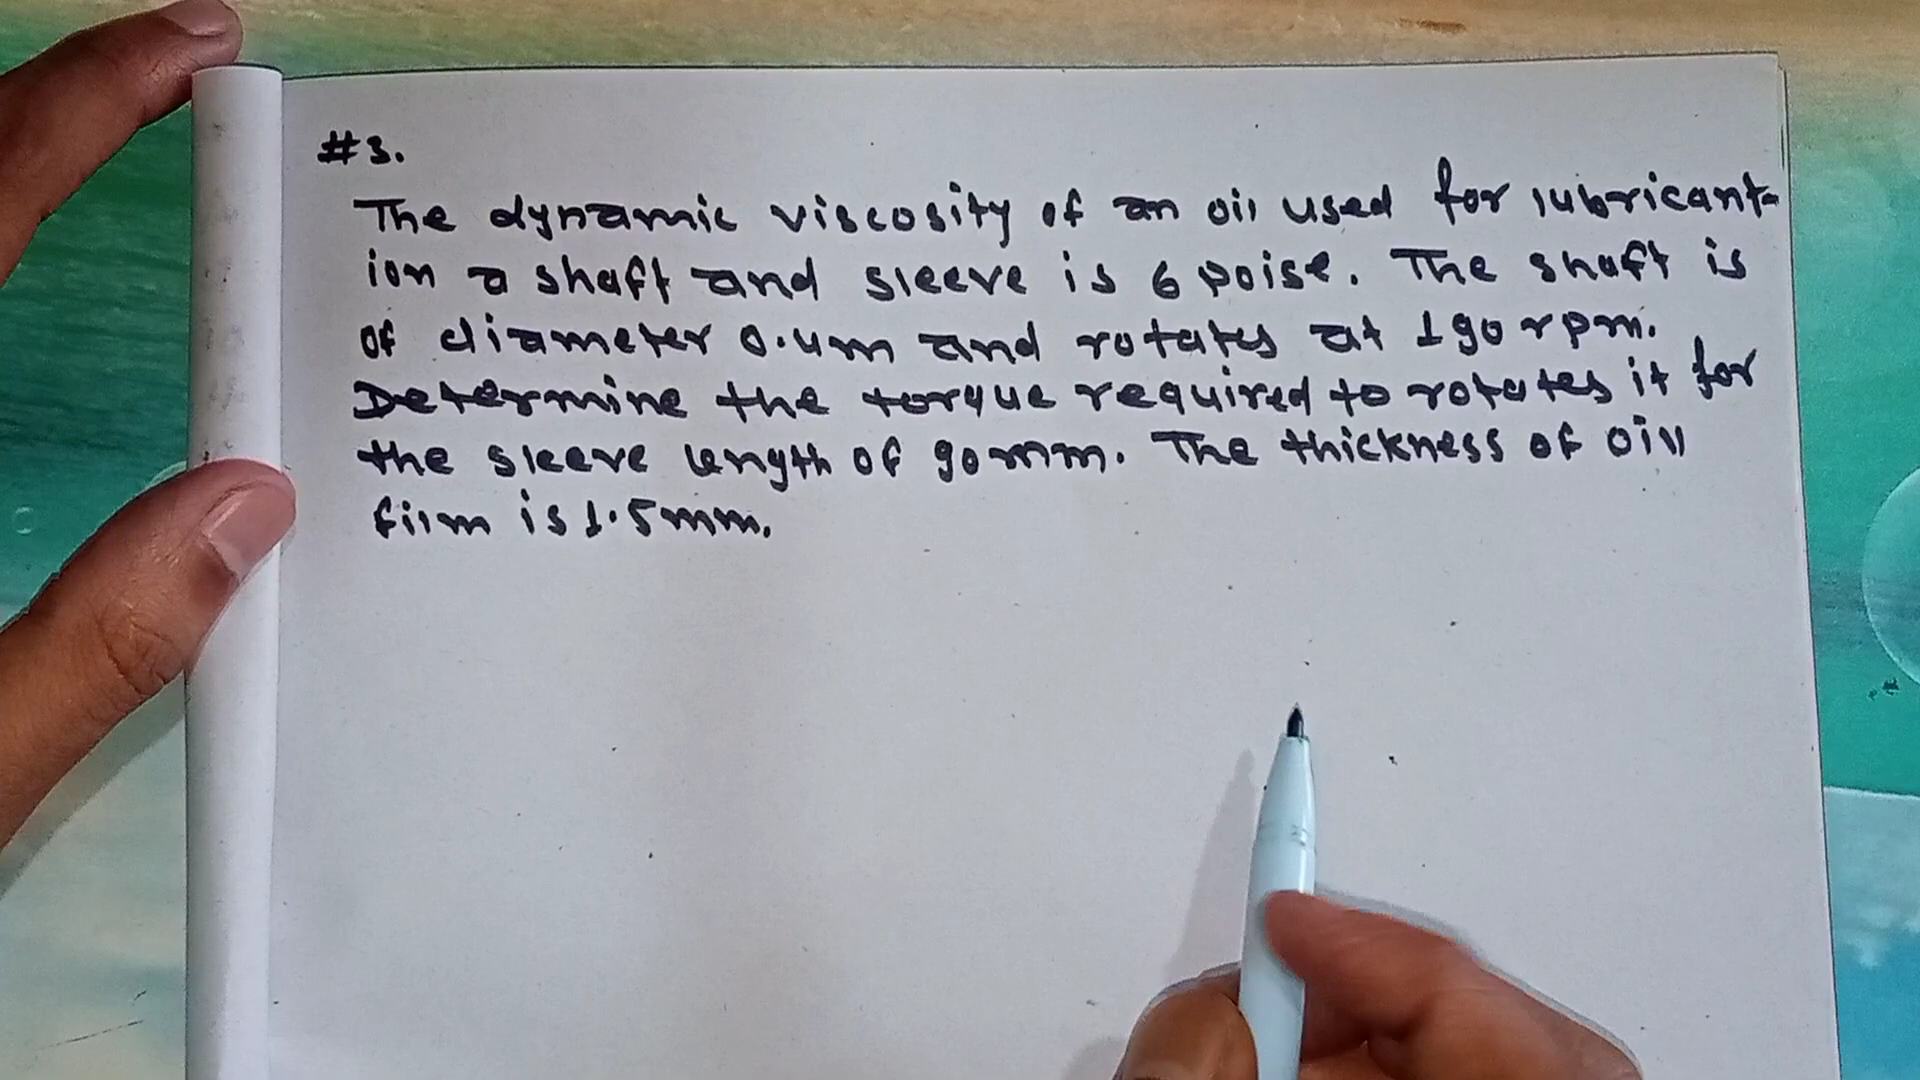 #3.
The dynamic viscosity of an oil used for lubricant-
ion a shaft and sleeve is 6 poise. The shaft is
of diameter 0.4m and rotates at 190 rpm.
Determine the torque required to rotates it for
the sleeve length of 90mm. The thickness of oil
film is 1.5mm.